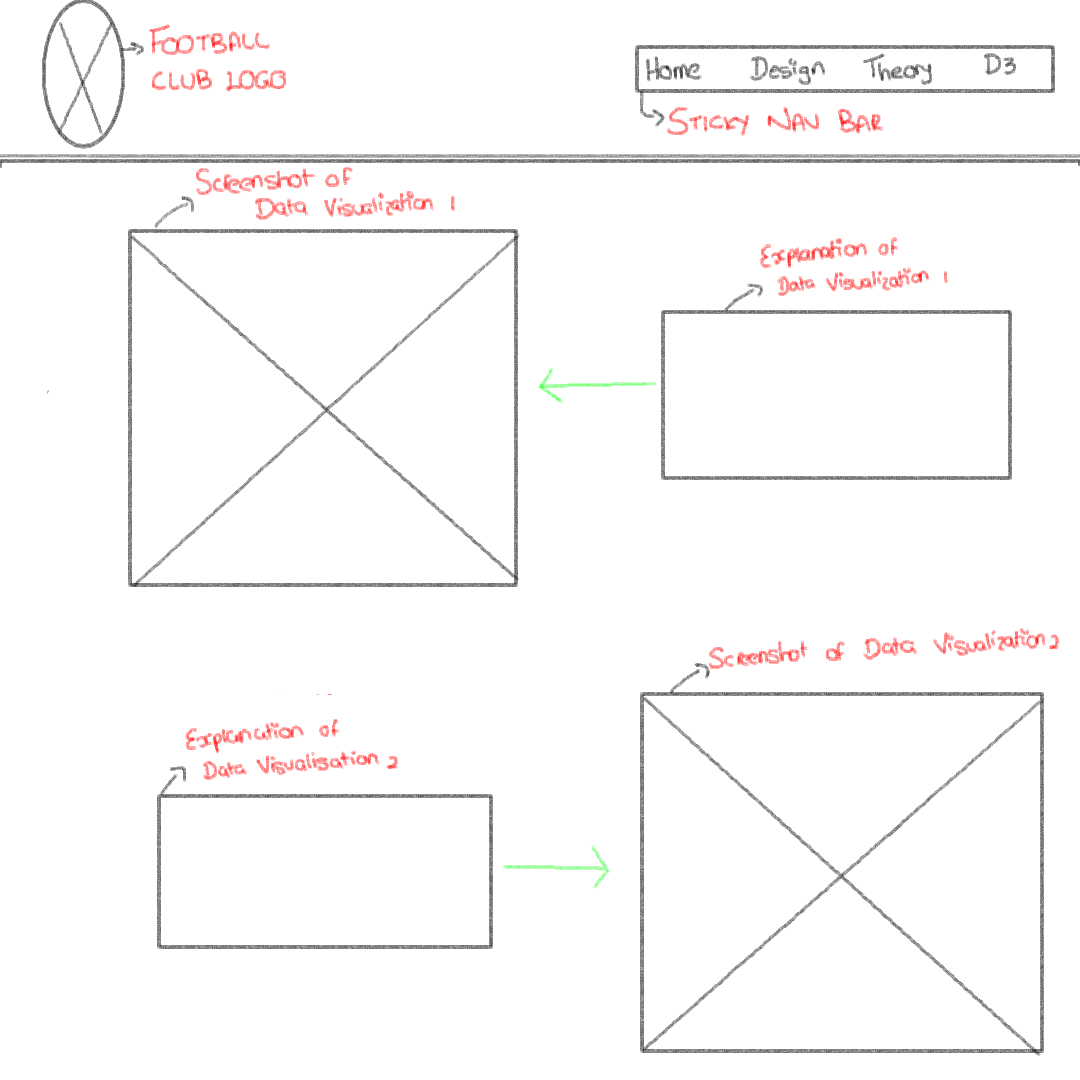 FOOTBALL
CLUB LOGO
Home Design Theory D3
STICKY NAV BAR
Screenshot of
Data Visualization 1
Explanation of
Data Visualization 1
Screenshot of Data Visualization 2
Explanation of
Data Visualisation 2